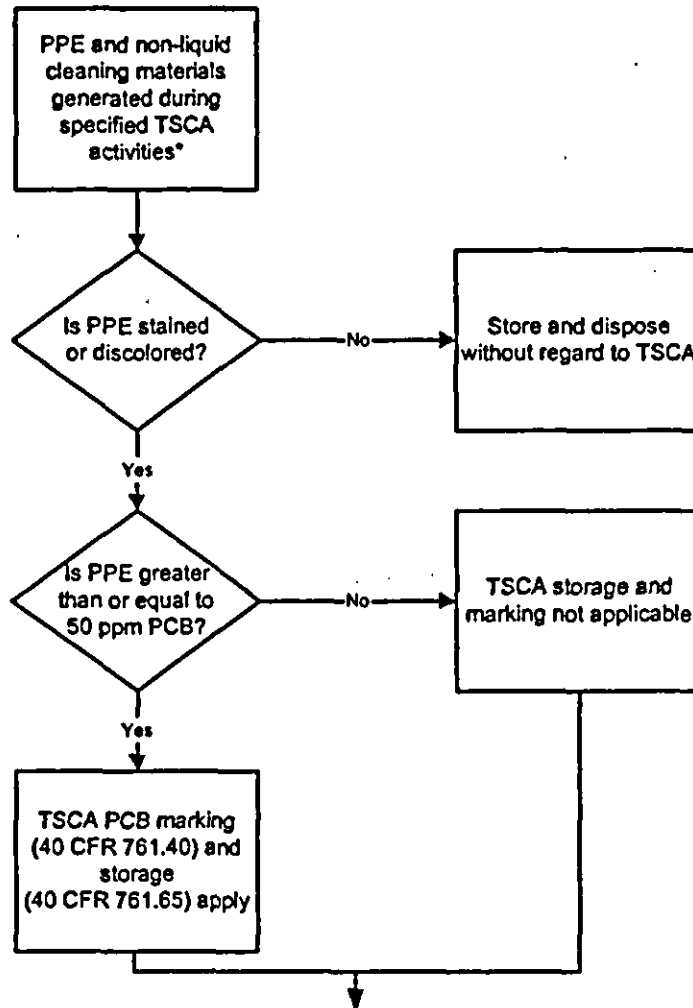 PPE and non-liquid
cleaning materials
generated during
specified TSCA
activities*
Is PPE stained
or discolored?
No
Store and dispose
without regard to TSCA
Yes
Is PPE greater
than or equal to
50 ppm PCB?
No
TSCA storage and
marking not applicable
Yes
TSCA PCB marking
(40 CFR 761.40) and
storage
(40 CFR 761.65) apply